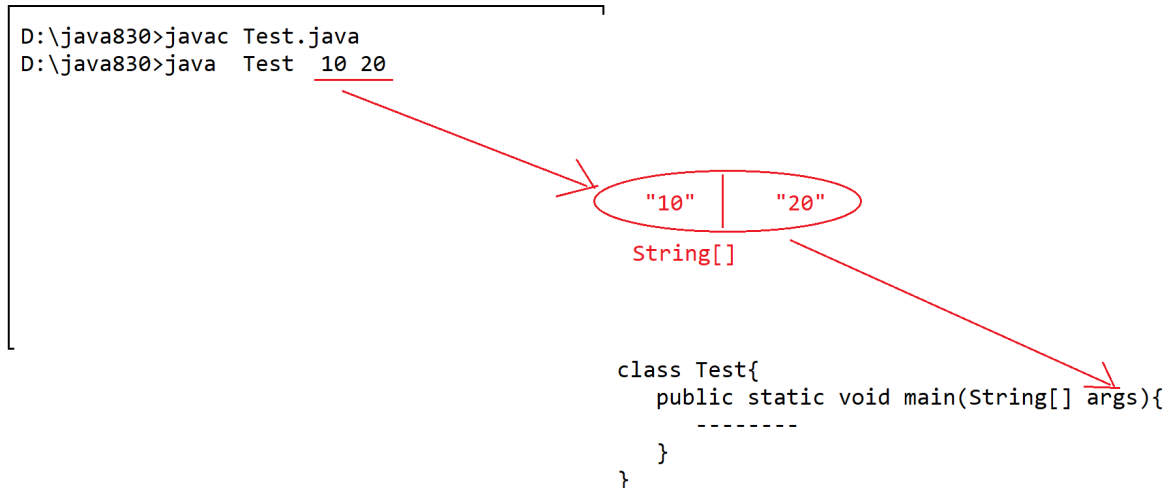 D:\java830>javac Test.java
D:\java830>java  Test  10 20
"10" "20"
String[]
class Test{
   public static void main(String[] args){
      --------
   }
}